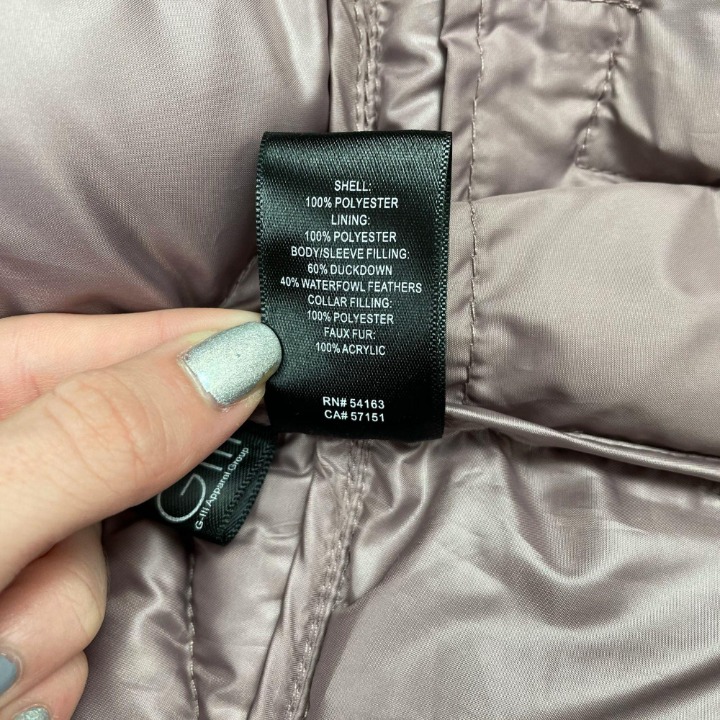 SHELL:
100% POLYESTER
LINING:
100% POLYESTER
BODY/SLEEVE FILLING:
60% DUCKDOWN
40% WATERFOWL FEATHERS
COLLAR FILLING:
100% POLYESTER
FAUX FUR:
100% ACRYLIC
RN# 54163
CA# 57151
G-III
G-III Apparel Group